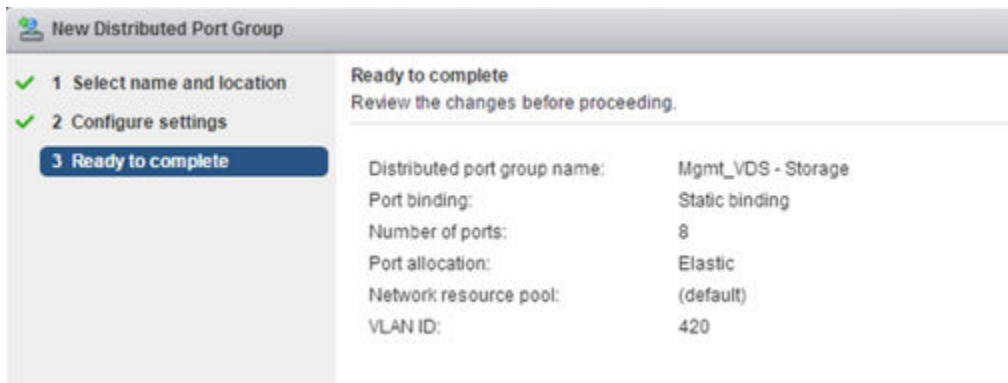 New Distributed Port Group
1 Select name and location
2 Configure settings
3 Ready to complete
Ready to complete
Review the changes before proceeding.
Distributed port group name: Mgmt_VDS - Storage
Port binding: Static binding
Number of ports: 8
Port allocation: Elastic
Network resource pool: (default)
VLAN ID: 420